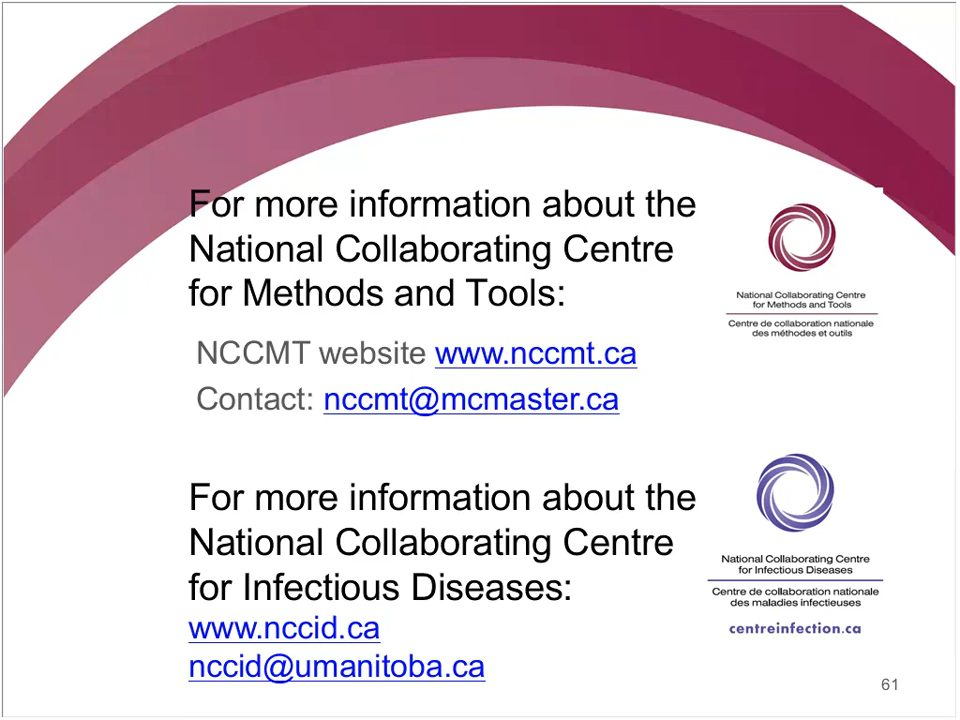 For more information about the
National Collaborating Centre
for Methods and Tools:
NCCMT website www.nccmt.ca
Contact: nccmt@mcmaster.ca
National Collaborating Centre
for Methods and Tools
Centre de collaboration nationale
des méthodes et outils
For more information about the
National Collaborating Centre
for Infectious Diseases:
www.nccid.ca
nccid@umanitoba.ca
National Collaborating Centre
for Infectious Diseases
Centre de collaboration nationale
des maladies infectieuses
centreinfection.ca
61